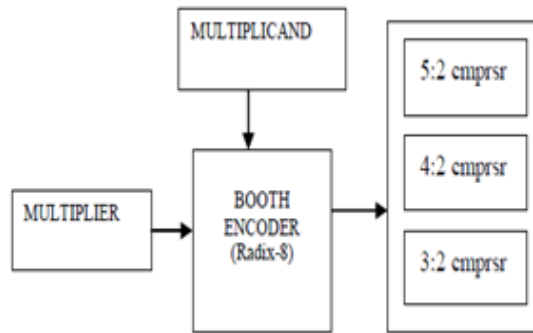 MULTIPLICAND
MULTIPLIER
BOOTH
ENCODER
(Radix-8)
5:2 cmprsr
4:2 cmprsr
3:2 cmprsr